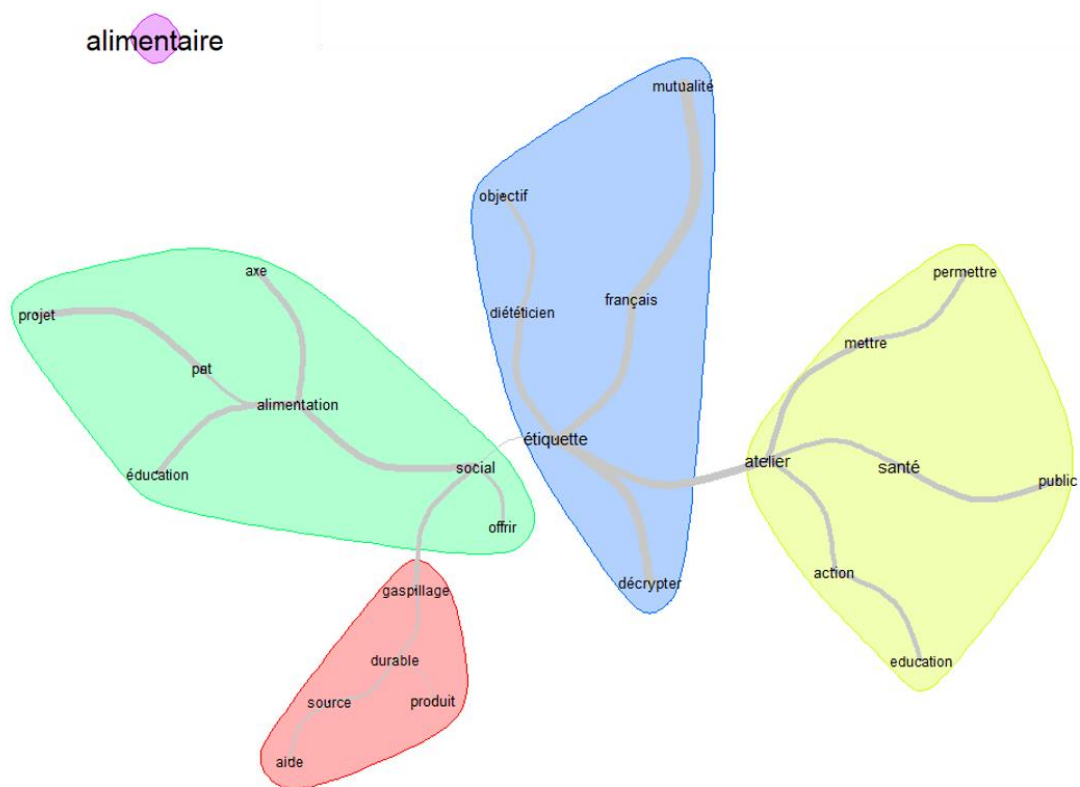 alimentaire
mutualité
objectif
diététicien
français
étiquette
décrypter
axe
projet
pat
alimentation
éducation
social
offrir
gaspillage
durable
source
produit
aide
permettre
mettre
atelier
santé
public
action
education